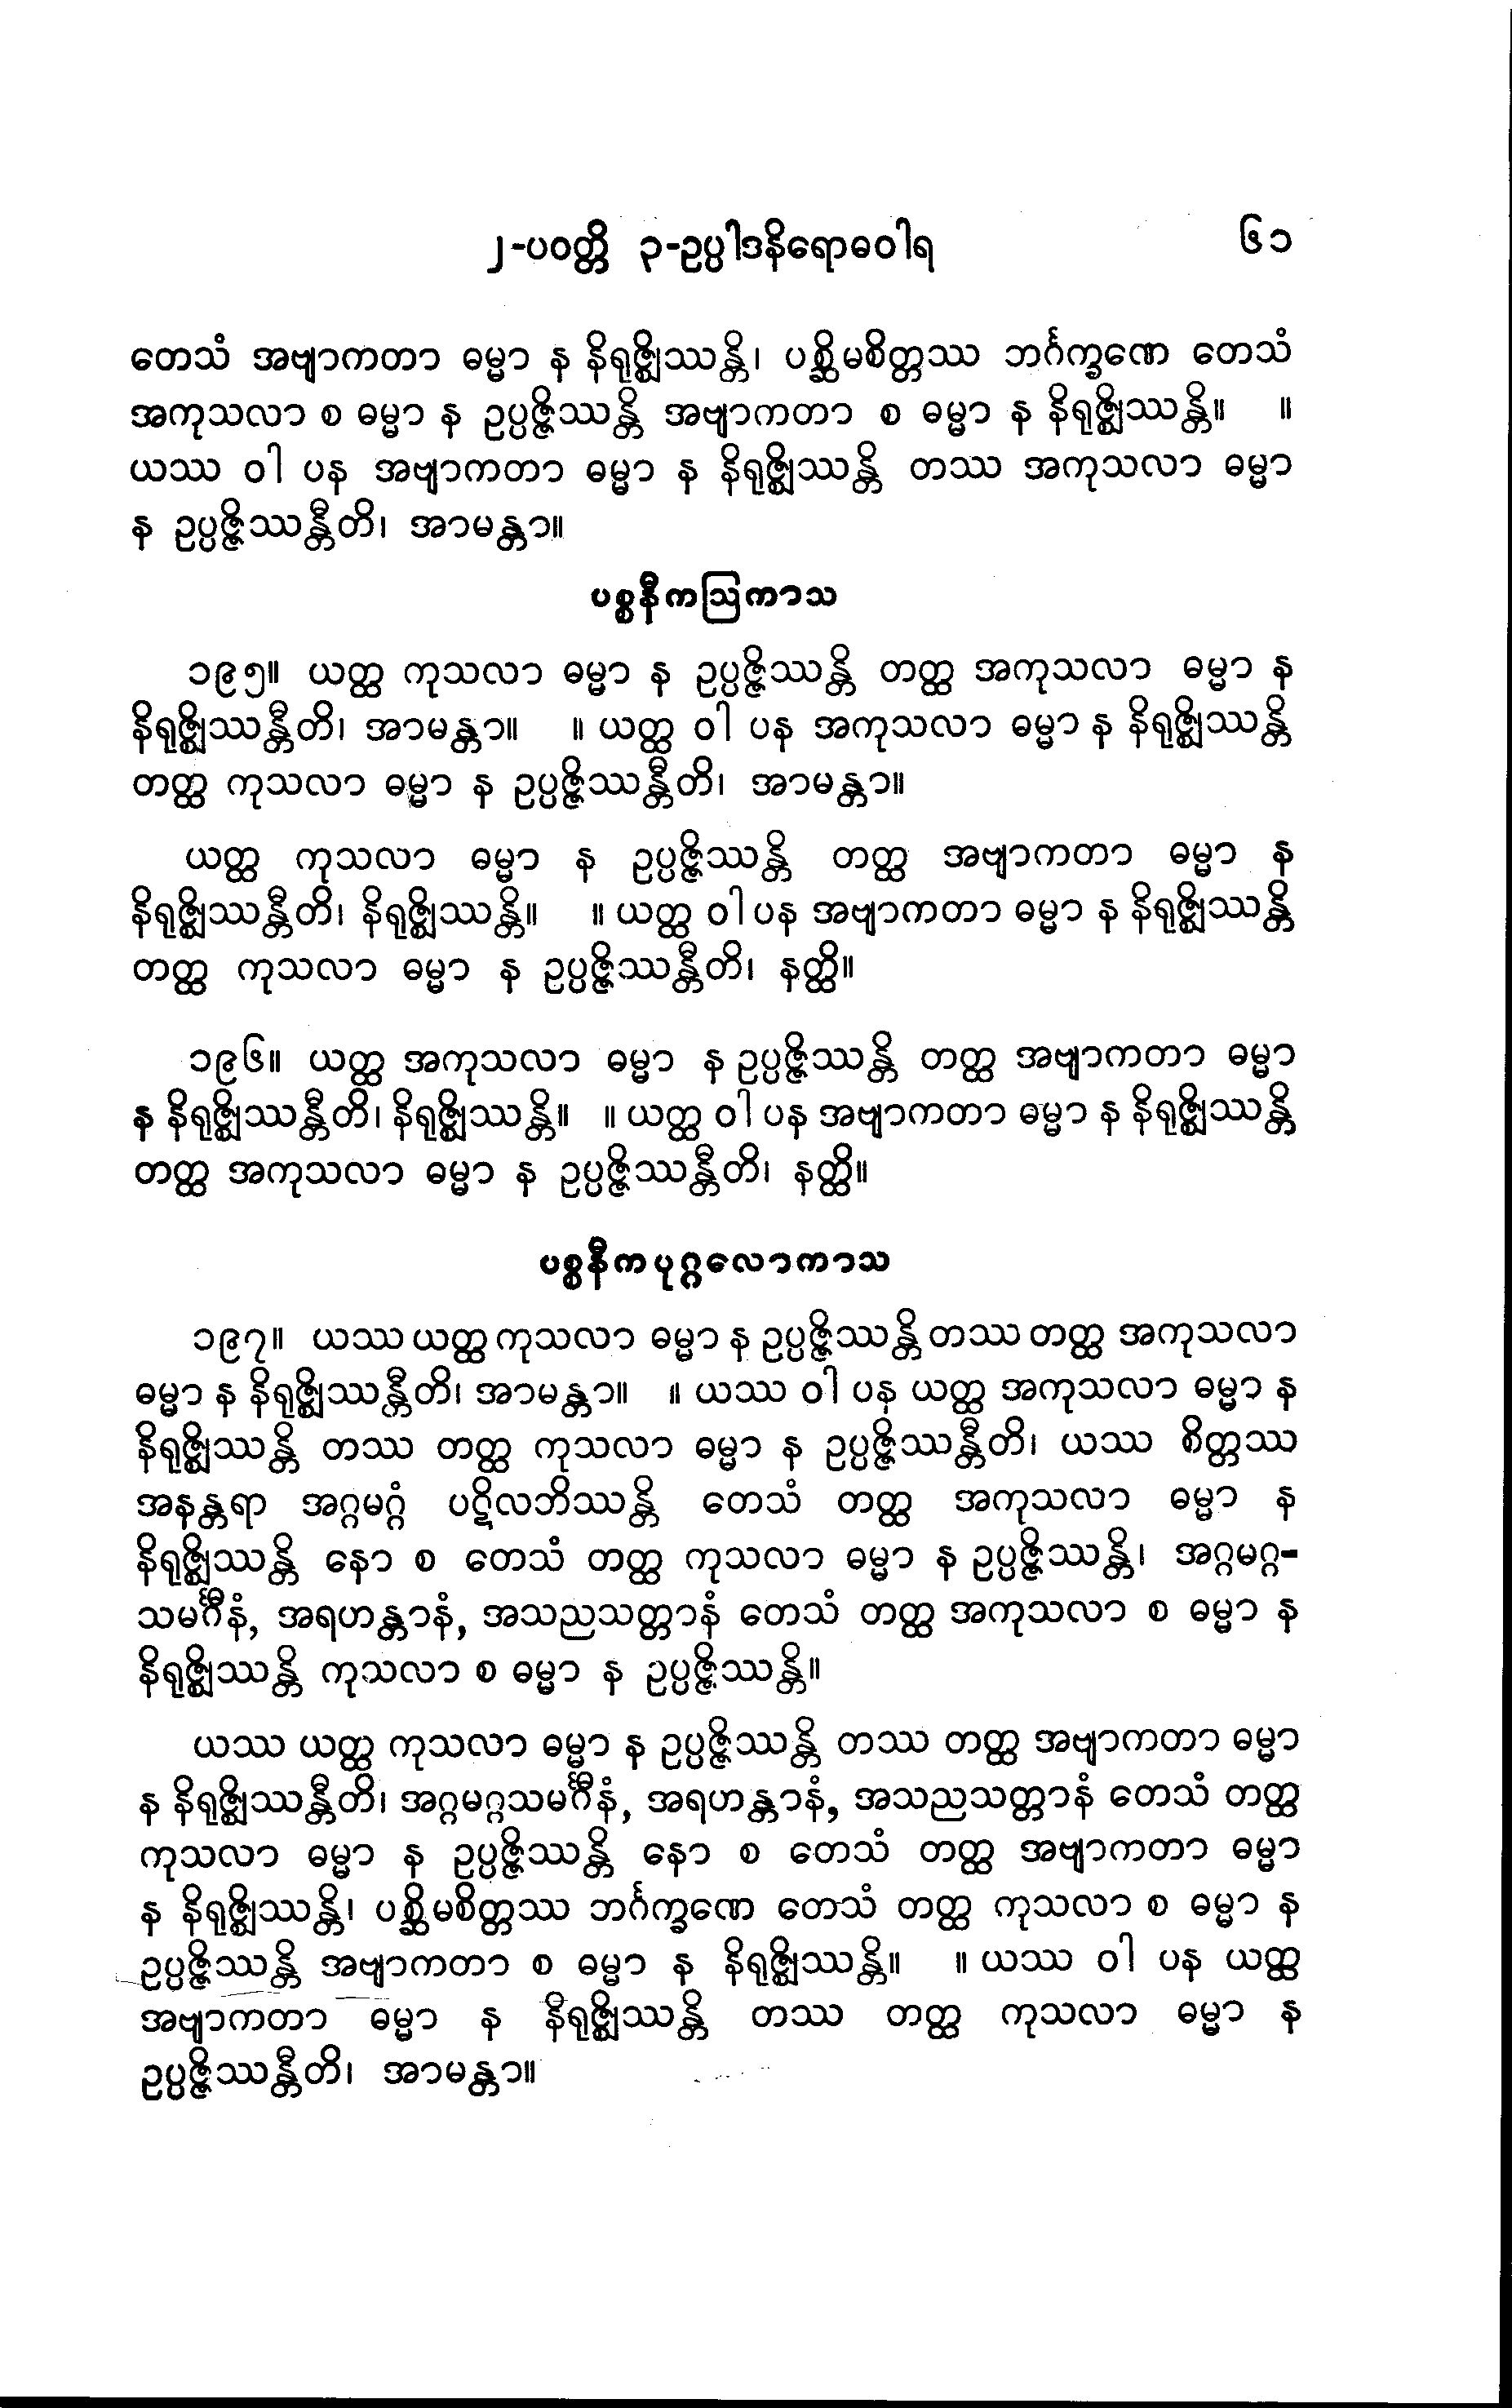 ၂-ပဝတ္တိ ၃-ဥပ္ပါဒနိရောဓဝါရ ၆၁
တေသံ အဗျာကတာ ဓမ္မာ န နိရုဇ္ဈိဿန္တိ၊ ပစ္ဆိမစိတ္တဿ ဘင်္ဂက္ခဏေ တေသံ
အကုသလာ စ ဓမ္မာ န ဥပ္ပဇ္ဇိဿန္တိ အဗျာကတာ စ ဓမ္မာ န နိရုဇ္ဈိဿန္တိ။ ။
ယဿ ဝါ ပန အဗျာကတာ ဓမ္မာ န နိရုဇ္ဈိဿန္တိ တဿ အကုသလာ ဓမ္မာ
န ဥပ္ပဇ္ဇိဿန္တီတိ၊ အာမန္တာ။
ပစ္စနီကဩကာသ
၁၉၅။ ယတ္ထ ကုသလာ ဓမ္မာ န ဥပ္ပဇ္ဇိဿန္တိ တတ္ထ အကုသလာ ဓမ္မာ န
နိရုဇ္ဈိဿန္တီတိ၊ အာမန္တာ။ ။ ယတ္ထ ဝါ ပန အကုသလာ ဓမ္မာ န နိရုဇ္ဈိဿန္တိ
တတ္ထ ကုသလာ ဓမ္မာ န ဥပ္ပဇ္ဇိဿန္တီတိ၊ အာမန္တာ။
ယတ္ထ ကုသလာ ဓမ္မာ န ဥပ္ပဇ္ဇိဿန္တိ တတ္ထ အဗျာကတာ ဓမ္မာ န
နိရုဇ္ဈိဿန္တီတိ၊ နိရုဇ္ဈိဿန္တိ။ ။ ယတ္ထ ဝါ ပန အဗျာကတာ ဓမ္မာ န နိရုဇ္ဈိဿန္တိ
တတ္ထ ကုသလာ ဓမ္မာ န ဥပ္ပဇ္ဇိဿန္တီတိ၊ နတ္ထိ။
၁၉၆။ ယတ္ထ အကုသလာ ဓမ္မာ န ဥပ္ပဇ္ဇိဿန္တိ တတ္ထ အဗျာကတာ ဓမ္မာ
န နိရုဇ္ဈိဿန္တီတိ၊ နိရုဇ္ဈိဿန္တိ။ ။ ယတ္ထ ဝါ ပန အဗျာကတာ ဓမ္မာ န နိရုဇ္ဈိဿန္တိ
တတ္ထ အကုသလာ ဓမ္မာ န ဥပ္ပဇ္ဇိဿန္တီတိ၊ နတ္ထိ။
ပစ္စနီကပုဂ္ဂလောကာသ
၁၉၇။ ယဿ ယတ္ထ ကုသလာ ဓမ္မာ န ဥပ္ပဇ္ဇိဿန္တိ တဿ တတ္ထ အကုသလာ
ဓမ္မာ န နိရုဇ္ဈိဿန္တီတိ၊ အာမန္တာ။ ။ ယဿ ဝါ ပန ယတ္ထ အကုသလာ ဓမ္မာ န
နိရုဇ္ဈိဿန္တိ တဿ တတ္ထ ကုသလာ ဓမ္မာ န ဥပ္ပဇ္ဇိဿန္တီတိ၊ ယဿ စိတ္တဿ
အနန္တရာ အဂ္ဂမဂ္ဂံ ပဋိလဘိဿန္တိ တေသံ တတ္ထ အကုသလာ ဓမ္မာ န
နိရုဇ္ဈိဿန္တိ နော စ တေသံ တတ္ထ ကုသလာ ဓမ္မာ န ဥပ္ပဇ္ဇိဿန္တိ၊ အဂ္ဂမဂ္ဂ-
သမင်္ဂီနံ, အရဟန္တာနံ, အသညသတ္တာနံ တေသံ တတ္ထ အကုသလာ စ ဓမ္မာ န
နိရုဇ္ဈိဿန္တိ ကုသလာ စ ဓမ္မာ န ဥပ္ပဇ္ဇိဿန္တိ။
ယဿ ယတ္ထ ကုသလာ ဓမ္မာ န ဥပ္ပဇ္ဇိဿန္တိ တဿ တတ္ထ အဗျာကတာ ဓမ္မာ
န နိရုဇ္ဈိဿန္တီတိ၊ အဂ္ဂမဂ္ဂသမင်္ဂီနံ, အရဟန္တာနံ, အသညသတ္တာနံ တေသံ တတ္ထ
ကုသလာ ဓမ္မာ န ဥပ္ပဇ္ဇိဿန္တိ နော စ တေသံ တတ္ထ အဗျာကတာ ဓမ္မာ
န နိရုဇ္ဈိဿန္တိ၊ ပစ္ဆိမစိတ္တဿ ဘင်္ဂက္ခဏေ တေသံ တတ္ထ ကုသလာ စ ဓမ္မာ န
ဥပ္ပဇ္ဇိဿန္တိ အဗျာကတာ စ ဓမ္မာ န နိရုဇ္ဈိဿန္တိ။ ။ ယဿ ဝါ ပန ယတ္ထ
အဗျာကတာ ဓမ္မာ န နိရုဇ္ဈိဿန္တိ တဿ တတ္ထ ကုသလာ ဓမ္မာ န
ဥပ္ပဇ္ဇိဿန္တီတိ၊ အာမန္တာ။